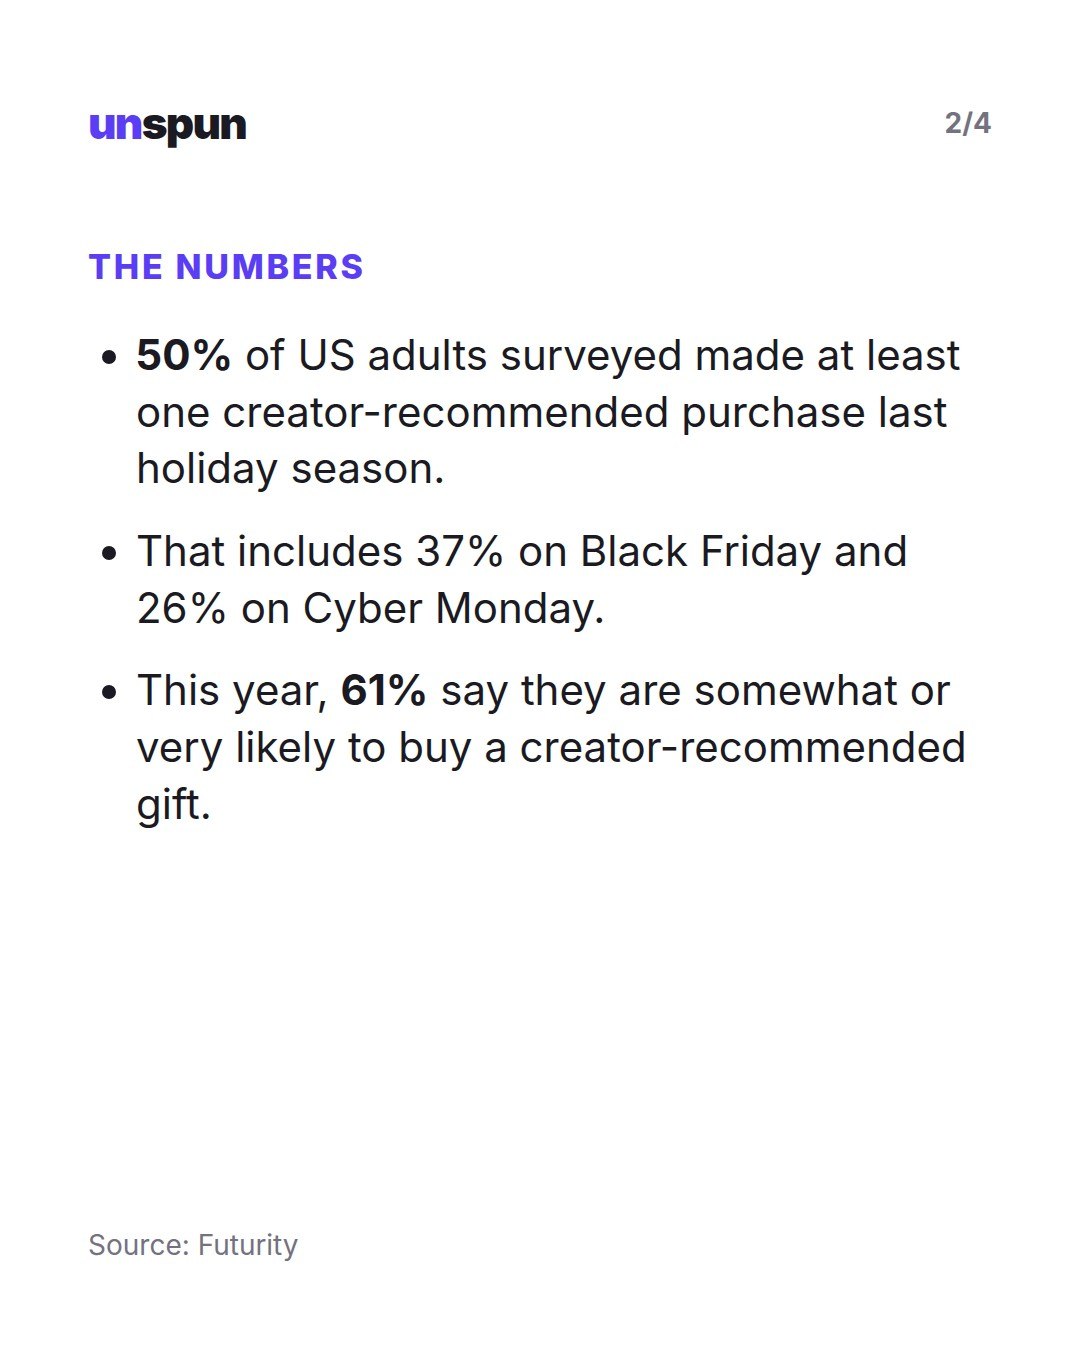 unspun
2/4
THE NUMBERS
• 50% of US adults surveyed made at least
one creator-recommended purchase last
holiday season.
• That includes 37% on Black Friday and
26% on Cyber Monday.
• This year, 61% say they are somewhat or
very likely to buy a creator-recommended
gift.
Source: Futurity